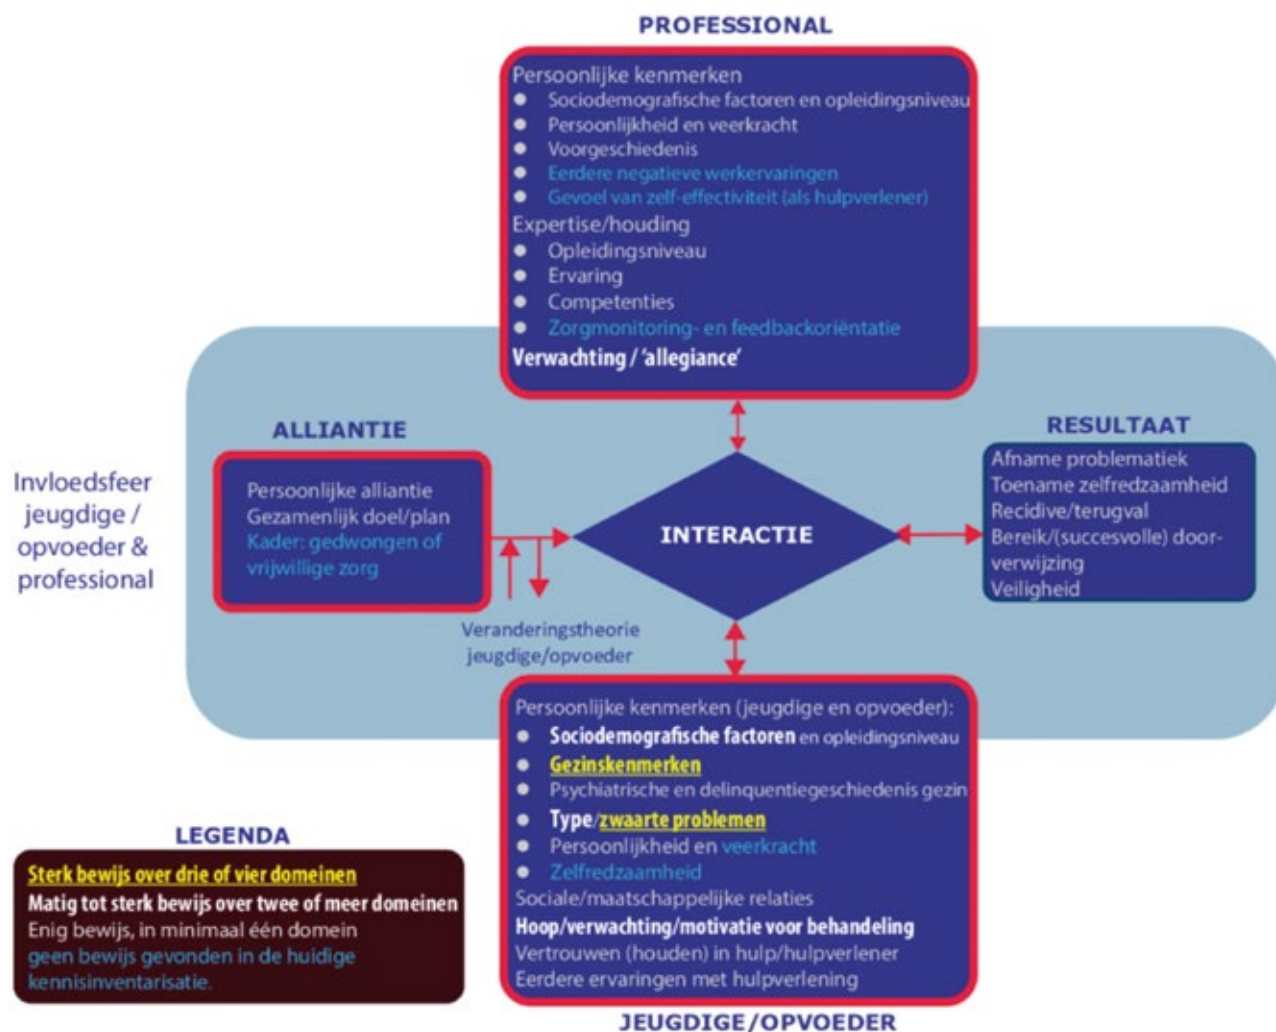 PROFESSIONAL
Persoonlijke kenmerken
Sociodemografische factoren en opleidingsniveau
Persoonlijkheid en veerkracht
Voorgeschiedenis
Eerdere negatieve werkervaringen
Gevoel van zelf-effectiviteit (als hulpverlener)
Expertise/houding
Opleidingsniveau
Ervaring
Competenties
Zorgmonitoring- en feedbackoriëntatie
Verwachting / ‘allegiance’
Invloedsfeer
jeugdige /
opvoeder &
professional
ALLIANTIE
Persoonlijke alliantie
Gezamenlijk doel/plan
Kader: gedwongen of
vrijwillige zorg
Veranderingstheorie
jeugdige/opvoeder
INTERACTIE
RESULTAAT
Afname problematiek
Toename zelfredzaamheid
Recidive/terugval
Bereik/(succesvolle) door-
verwijzing
Veiligheid
Persoonlijke kenmerken (jeugdige en opvoeder):
Sociodemografische factoren en opleidingsniveau
Gezinskenmerken
Psychiatrische en delinquentiegeschiedenis gezin
Type/zwaarte problemen
Persoonlijkheid en veerkracht
Zelfredzaamheid
Sociale/maatschappelijke relaties
Hoop/verwachting/motivatie voor behandeling
Vertrouwen (houden) in hulp/hulpverlener
Eerdere ervaringen met hulpverlening
JEUGDIGE/OPVOEDER
LEGENDA
Sterk bewijs over drie of vier domeinen
Matig tot sterk bewijs over twee of meer domeinen
Enig bewijs, in minimaal één domein
geen bewijs gevonden in de huidige
kennisinventarisatie.